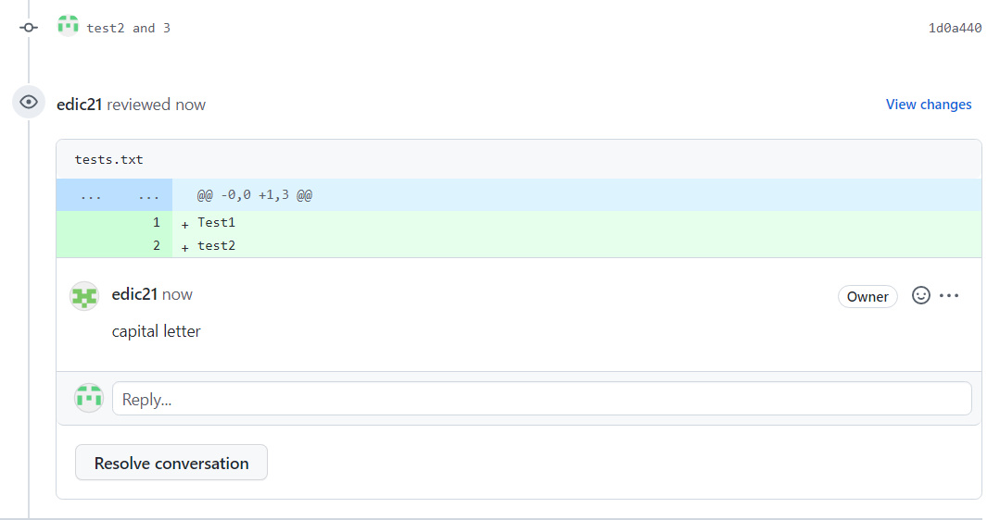 test2 and 3 1d0a440
edic21 reviewed now View changes
tests.txt
... ... @@ -0,0 +1,3 @@
1 + Test1
2 + test2
edic21 now Owner ...
capital letter
Reply...
Resolve conversation